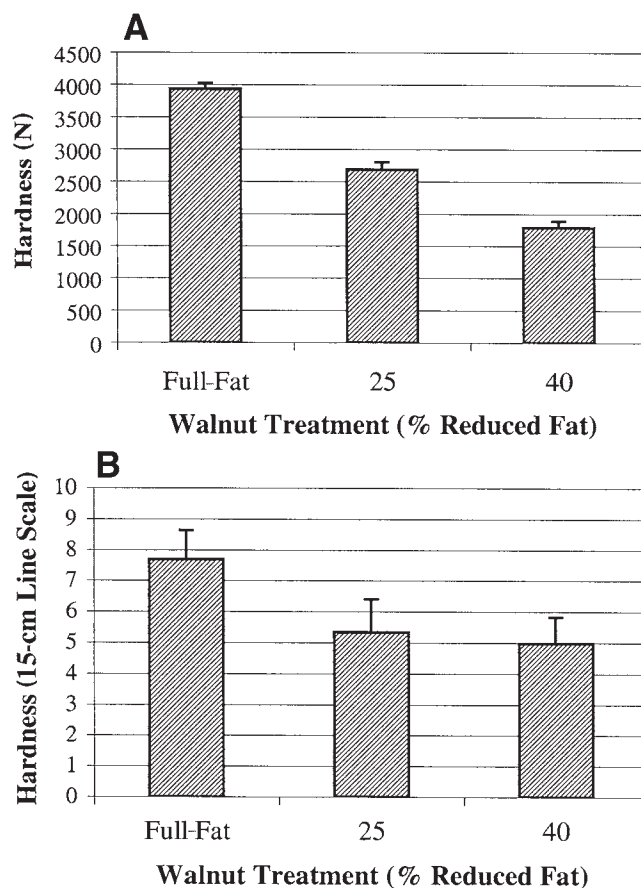 A
Hardness (N)
4500
4000
3500
3000
2500
2000
1500
1000
500
0
Full-Fat 25 40
Walnut Treatment (% Reduced Fat)
B
Hardness (15-cm Line Scale)
10
9
8
7
6
5
4
3
2
1
0
Full-Fat 25 40
Walnut Treatment (% Reduced Fat)